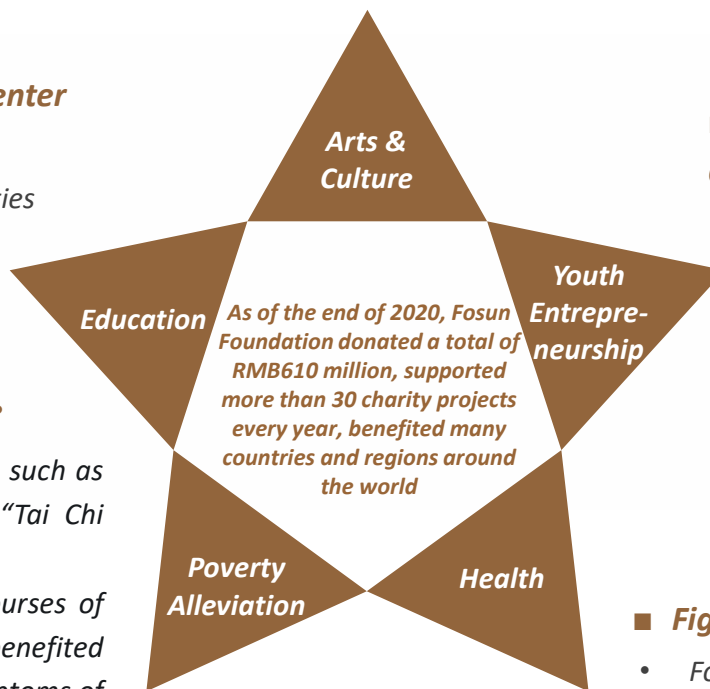 enter
ries
such as
“Tai Chi
urses of
enefited
Arts &
Culture
Education
Youth
Entrepre-
neurship
As of the end of 2020, Fosun
Foundation donated a total of
RMB610 million, supported
more than 30 charity projects
every year, benefited many
countries and regions around
the world
Poverty
Alleviation
Health
■ Fig
• Fo